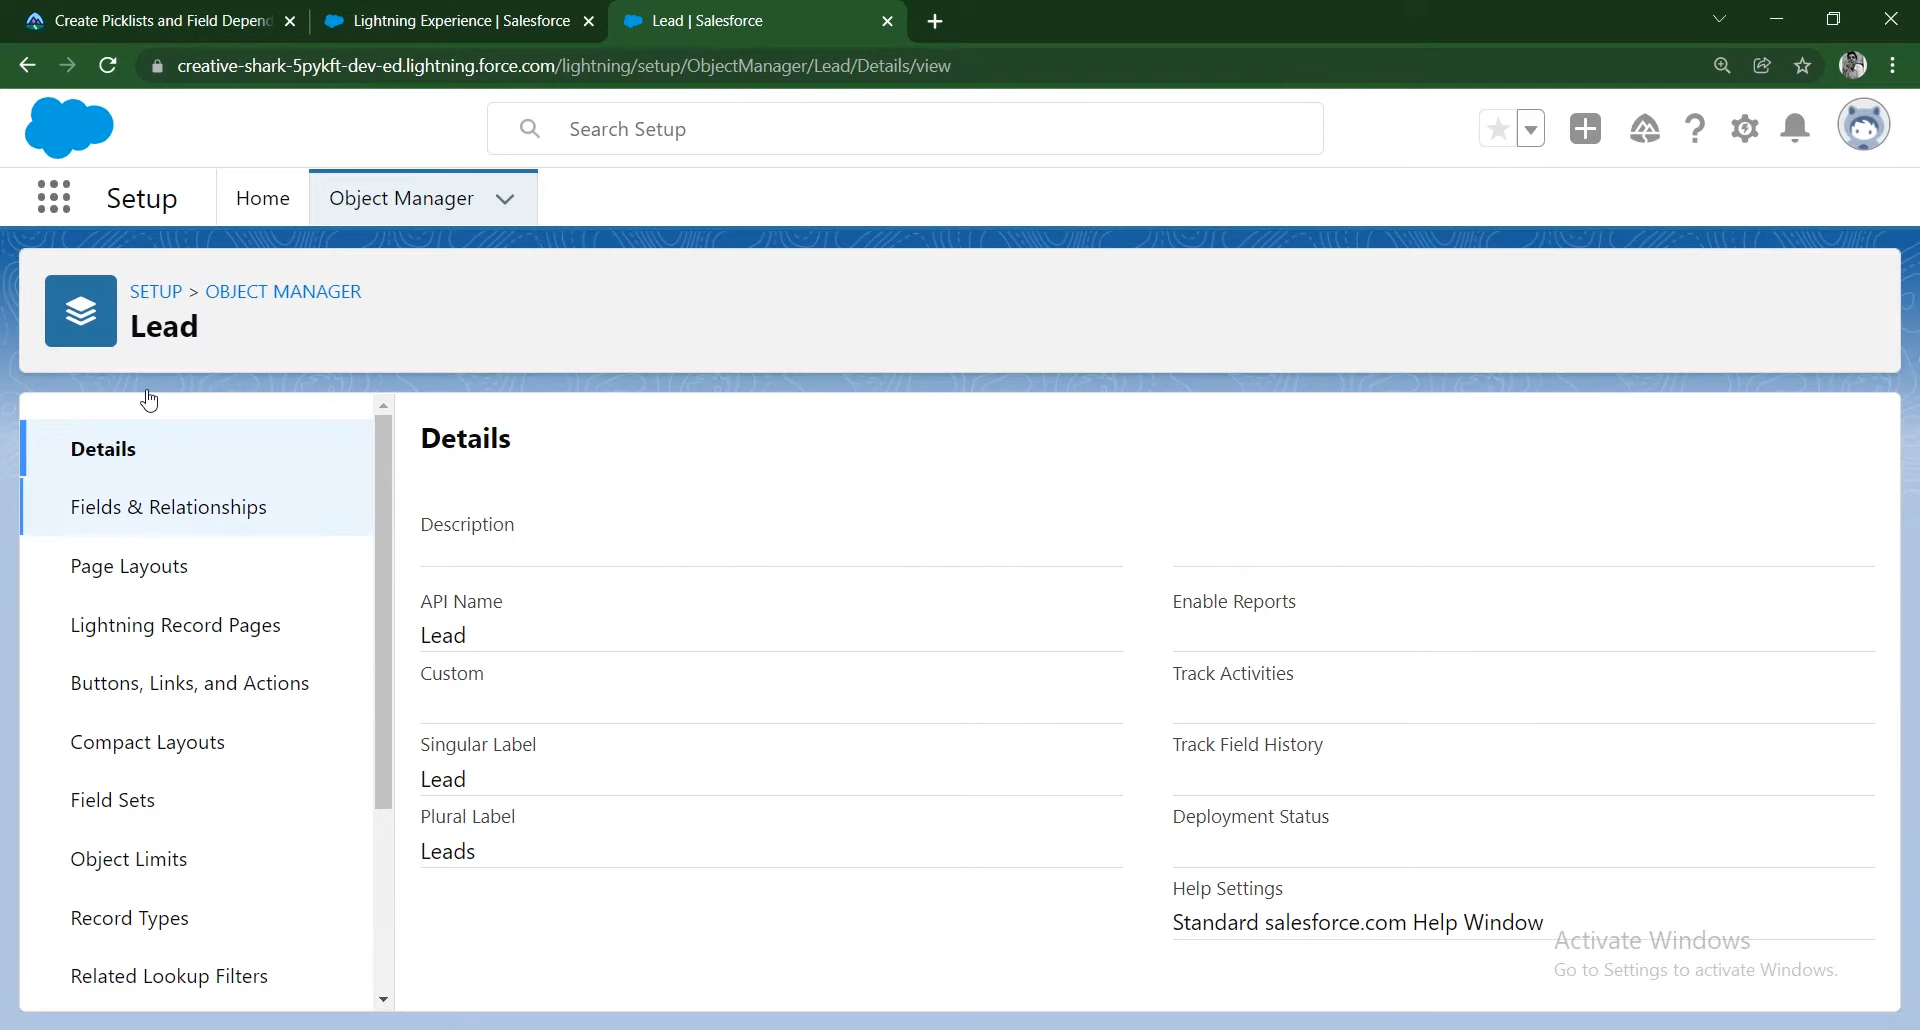 Create Picklists and Field Depend
Lightning Experience | Salesforce
Lead | Salesforce
creative-shark-5pykft-dev-ed.lightning.force.com/lightning/setup/ObjectManager/Lead/Details/view
Search Setup
Setup
Home
Object Manager
SETUP > OBJECT MANAGER
Lead
Details
Fields & Relationships
Page Layouts
Lightning Record Pages
Buttons, Links, and Actions
Compact Layouts
Field Sets
Object Limits
Record Types
Related Lookup Filters
Details
Description
API Name
Lead
Custom
Singular Label
Lead
Plural Label
Leads
Enable Reports
Track Activities
Track Field History
Deployment Status
Help Settings
Standard salesforce.com Help Window
Activate Windows
Go to Settings to activate Windows.